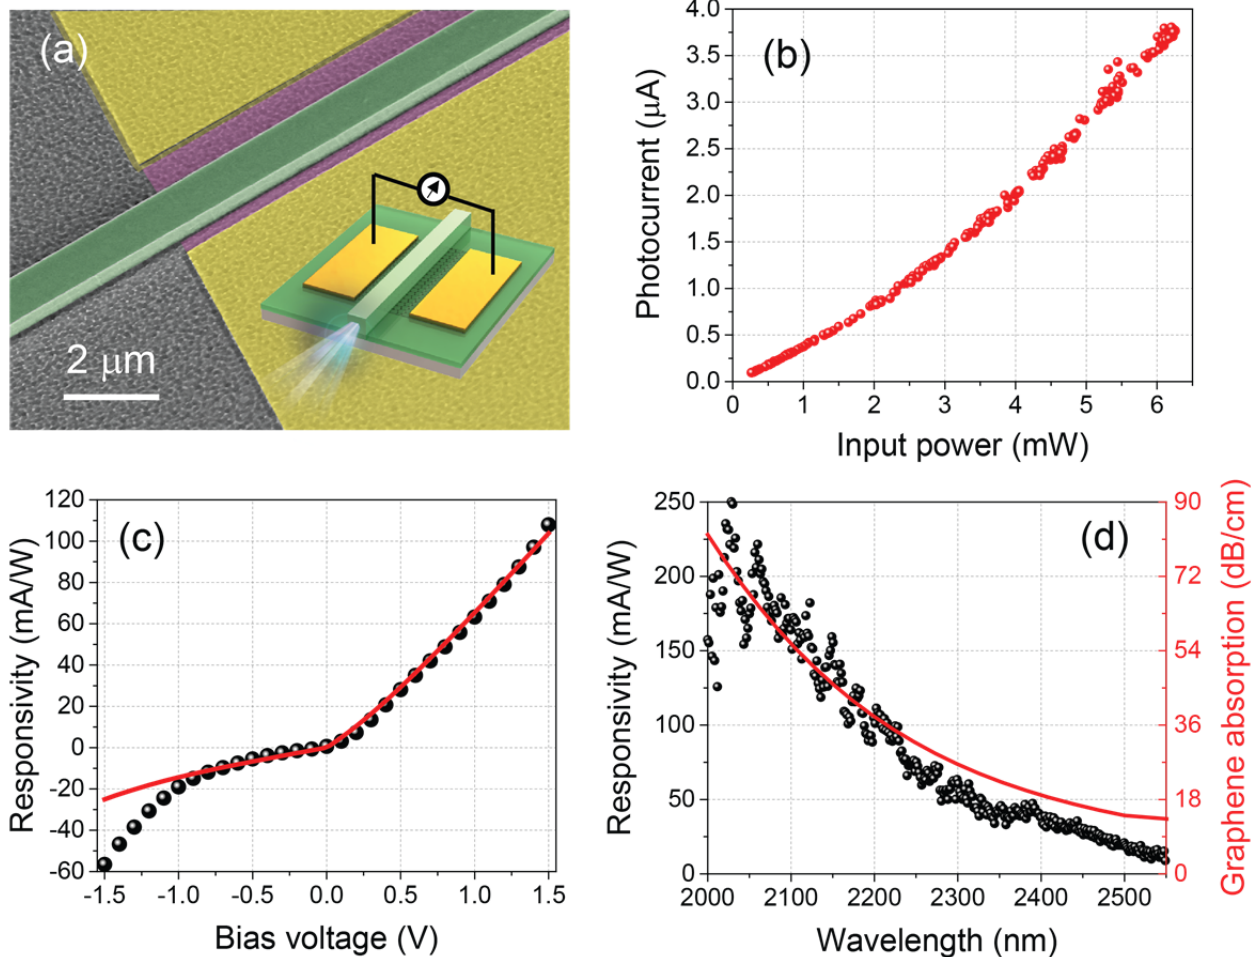 (a)
2 μm
(b)
Photocurrent (μA)
4.0
3.5
3.0
2.5
2.0
1.5
1.0
0.5
0.0
0 1 2 3 4 5 6
Input power (mW)
(c)
Responsivity (mA/W)
120
100
80
60
40
20
0
-20
-40
-60
-1.5 -1.0 -0.5 0.0 0.5 1.0 1.5
Bias voltage (V)
(d)
Responsivity (mA/W)
250
200
150
100
50
0
2000 2100 2200 2300 2400 2500
Wavelength (nm)
90
72
54
36
18
0
Graphene absorption (dB/cm)